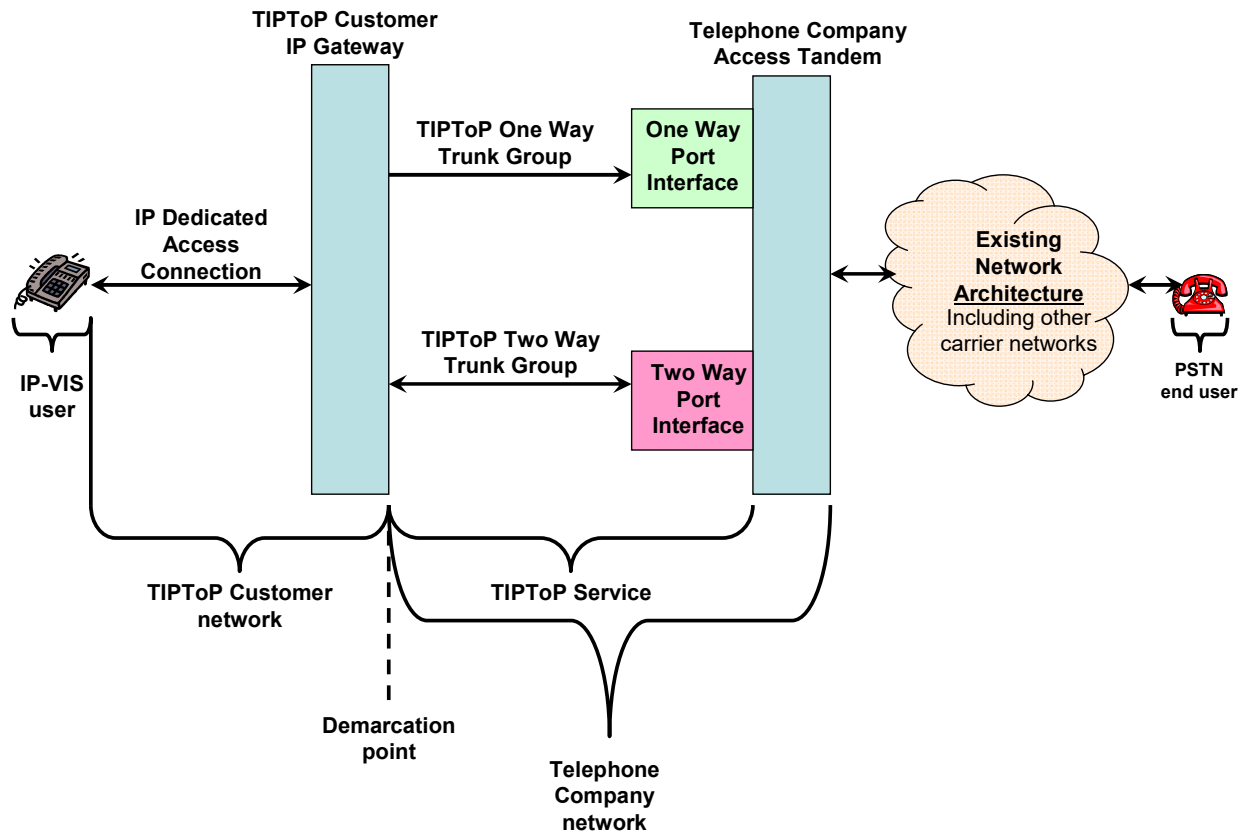 TIPToP Customer
IP Gateway
Telephone Company
Access Tandem
TIPToP One Way
Trunk Group
One Way
Port
Interface
IP Dedicated
Access
Connection
Existing
Network
Architecture
Including other
carrier networks
TIPToP Two Way
Trunk Group
Two Way
Port
Interface
IP-VIS
user
PSTN
end user
TIPToP Customer
network
TIPToP Service
Demarcation
point
Telephone
Company
network